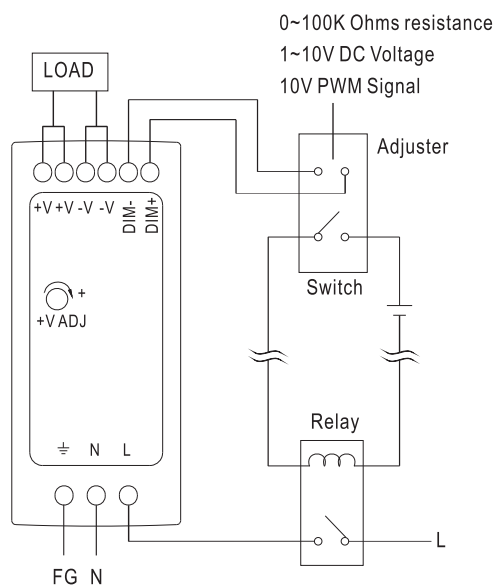 0~100K Ohms resistance
1~10V DC Voltage
10V PWM Signal
LOAD
Adjuster
+V +V -V -V DIM- DIM+
Switch
+
+V ADJ
Relay
N L
L
FG N